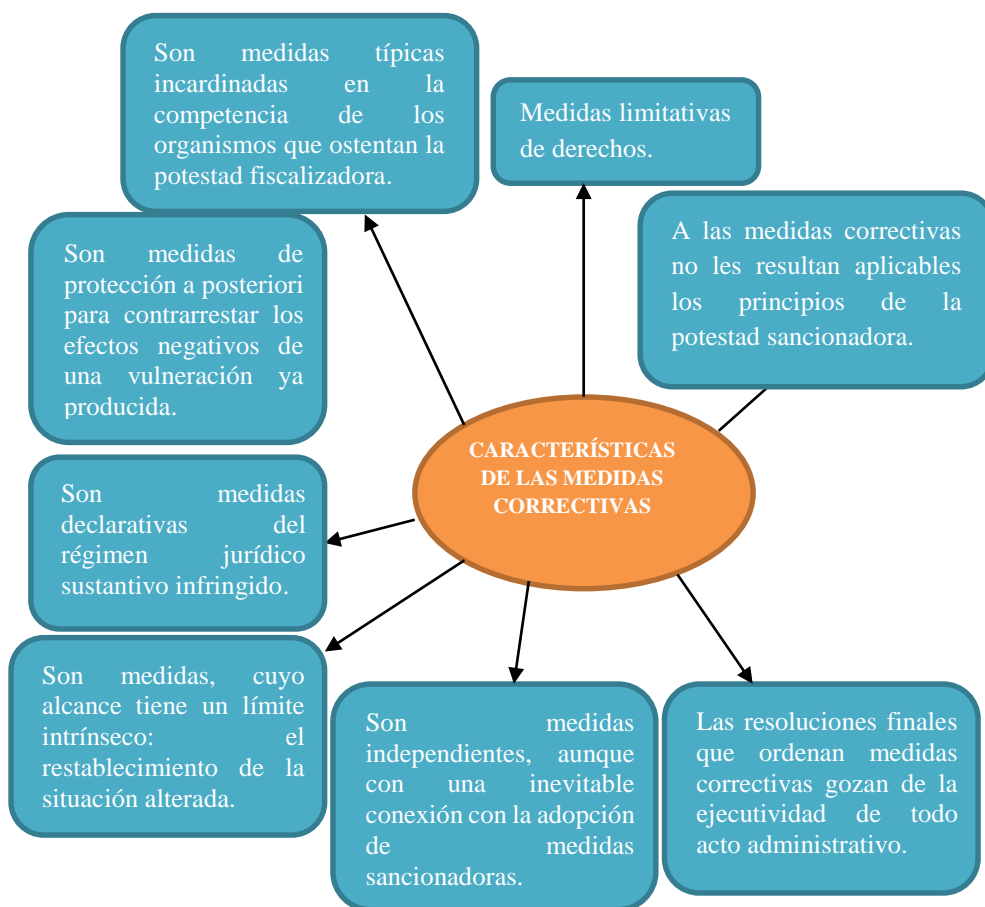 Son medidas típicas
incardinadas en la
competencia de los
organismos que ostentan la
potestad fiscalizadora.
Medidas limitativas
de derechos.
A las medidas correctivas
no les resultan aplicables
los principios de la
potestad sancionadora.
Son medidas de
protección a posteriori
para contrarrestar los
efectos negativos de
una vulneración ya
producida.
CARACTERÍSTICAS
DE LAS MEDIDAS
CORRECTIVAS
Son medidas
declarativas del
régimen jurídico
sustantivo infringido.
Son medidas, cuyo
alcance tiene un límite
intrínseco: el
restablecimiento de la
situación alterada.
Son medidas
independientes, aunque
con una inevitable
conexión con la adopción
de medidas
sancionadoras.
Las resoluciones finales
que ordenan medidas
correctivas gozan de la
ejecutividad de todo
acto administrativo.